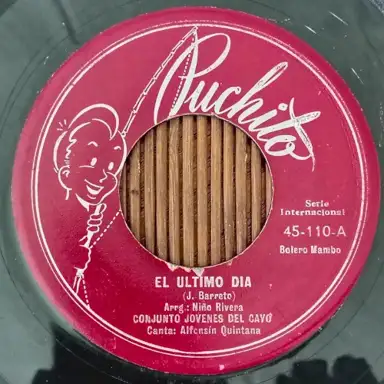 Puchito
Serie
Internacional
45-110-A
Bolero Mambo
EL ULTIMO DIA
(J. Barreto)
Arrg.: Niño Rivera
CONJUNTO JOVENES DEL CAYO
Canta: Alfonsín Quintana